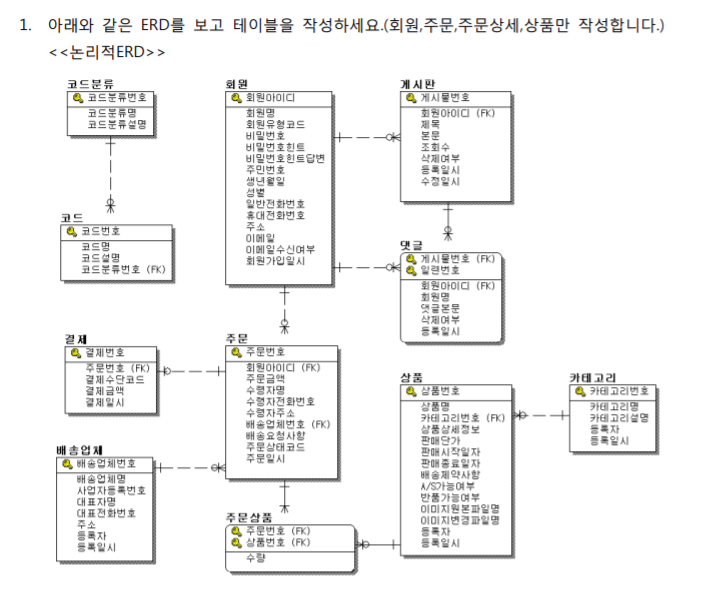 1. 아래와 같은 ERD를 보고 테이블을 작성하세요.(회원,주문,주문상세,상품만 작성합니다.)
<<논리적ERD>>
코드분류
코드분류번호
코드분류명
코드분류설명
코드
코드번호
코드명
코드설명
코드분류번호 (FK)
회원
회원아이디
회원명
회원유형코드
비밀번호
비밀번호힌트
비밀번호힌트답변
주민번호
생년월일
성별
일반전화번호
휴대전화번호
주소
이메일
이메일수신여부
회원가입일시
게시판
게시물번호
회원아이디 (FK)
제목
본문
조회수
삭제여부
등록일시
수정일시
댓글
게시물번호 (FK)
일련번호
회원아이디 (FK)
회원명
댓글본문
삭제여부
등록일시
결제
결제번호
주문번호 (FK)
결제수단코드
결제금액
결제일시
주문
주문번호
회원아이디 (FK)
주문금액
수령자명
수령자전화번호
수령자주소
배송업체번호 (FK)
배송요청사항
주문상태코드
주문일시
상품
상품번호
상품명
카테고리번호 (FK)
상품상세정보
판매단가
판매시작일자
판매종료일자
배송제약사항
A/S가능여부
반품가능여부
이미지원본파일명
이미지변경파일명
등록자
등록일시
카테고리
카테고리번호
카테고리명
카테고리설명
등록자
등록일시
배송업체
배송업체번호
배송업체명
사업자등록번호
대표자명
대표전화번호
주소
등록자
등록일시
주문상품
주문번호 (FK)
상품번호 (FK)
수량